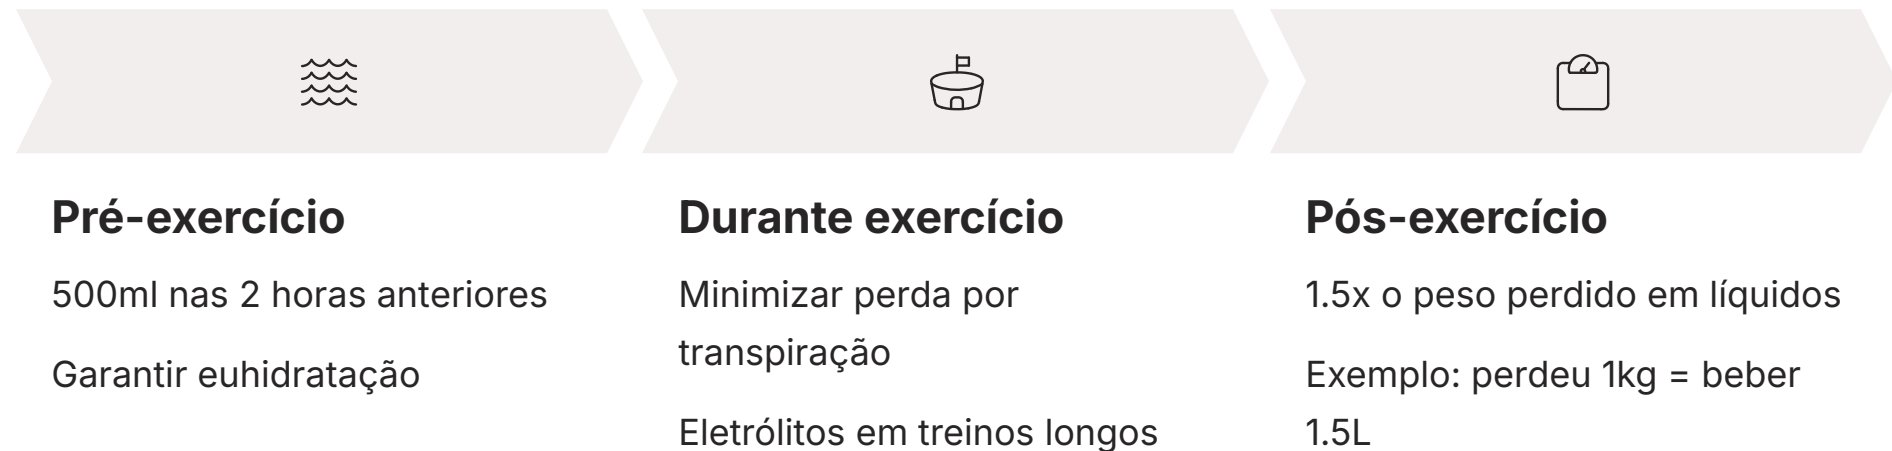 Pré-exercício
500ml nas 2 horas anteriores
Garantir euhidratação
Durante exercício
Minimizar perda por
transpiração
Eletrólitos em treinos longos
Pós-exercício
1.5x o peso perdido em líquidos
Exemplo: perdeu 1kg = beber
1.5L